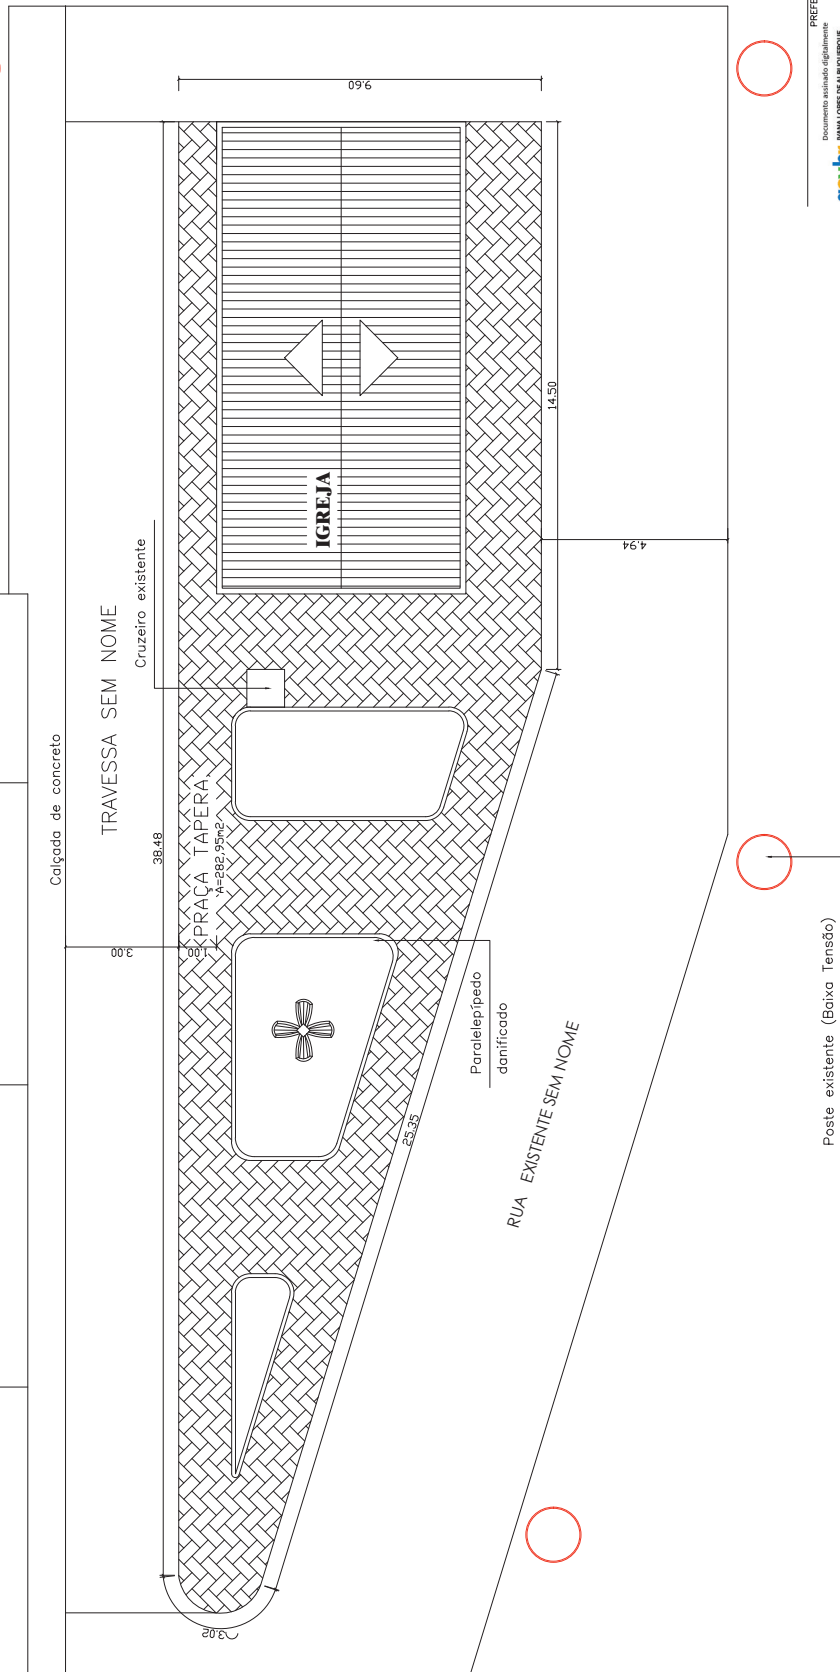 PREFE
Documento assinado digitalmente
9.60
14.50
4.94
IGREJA
Cruzeiro existente
TRAVESSA SEM NOME
Calçada de concreto
38.48
PRAÇA TAPERA
A=282,95m2
3.00
1.00
Paralelepípedo
danificado
25.35
RUA EXISTENTE SEM NOME
Poste existente (Baixa Tensão)
3.02